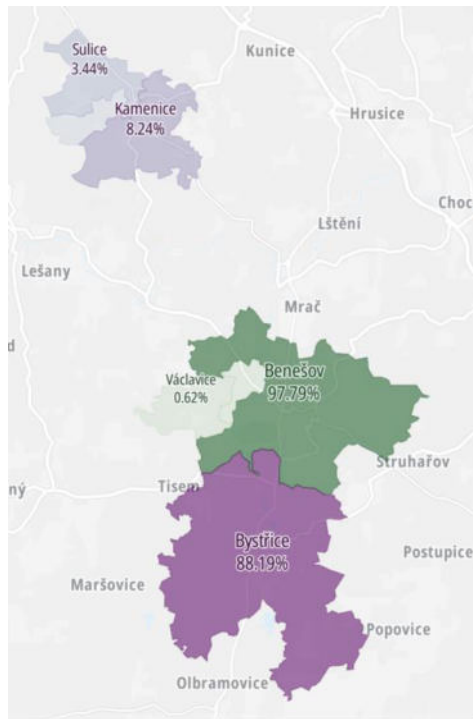 Sulice
3.44%
Kunice
Kamenice
8.24%
Hrusice
Choc
Lštění
Lešany
Mrač
d
Benešov
97.79%
Václavice
0.62%
Struhařov
ný
Tisem
Bystřice
88.19%
Postupice
Maršovice
Popovice
Olbramovice